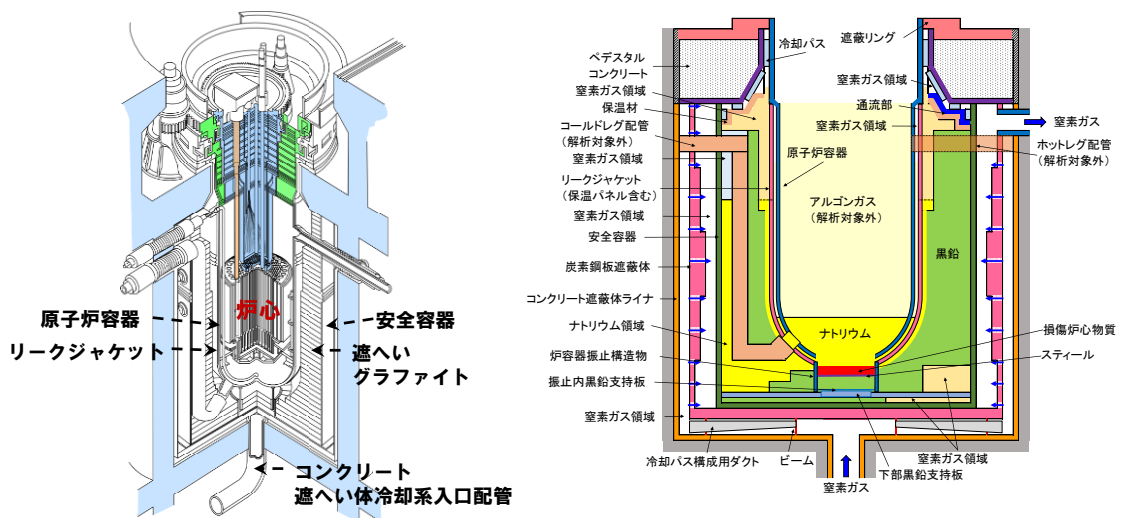 炉心
原子炉容器
リークジャケット
安全容器
遮へい
グラファイト
コンクリート
遮へい体冷却系入口配管
ペデスタル
コンクリート
窒素ガス領域
保温材
コールドレグ配管
(解析対象外)
窒素ガス領域
リークジャケット
(保温パネル含む)
窒素ガス領域
安全容器
炭素鋼板遮蔽体
コンクリート遮蔽体ライナ
ナトリウム領域
炉容器振止構造物
振止内黒鉛支持板
窒素ガス領域
冷却パス構成用ダクト
ビーム
窒素ガス
下部黒鉛支持板
窒素ガス領域
冷却パス
遮蔽リング
窒素ガス領域
通流部
窒素ガス領域
窒素ガス
ホットレグ配管
(解析対象外)
原子炉容器
アルゴンガス
(解析対象外)
黒鉛
ナトリウム
損傷炉心物質
スティール